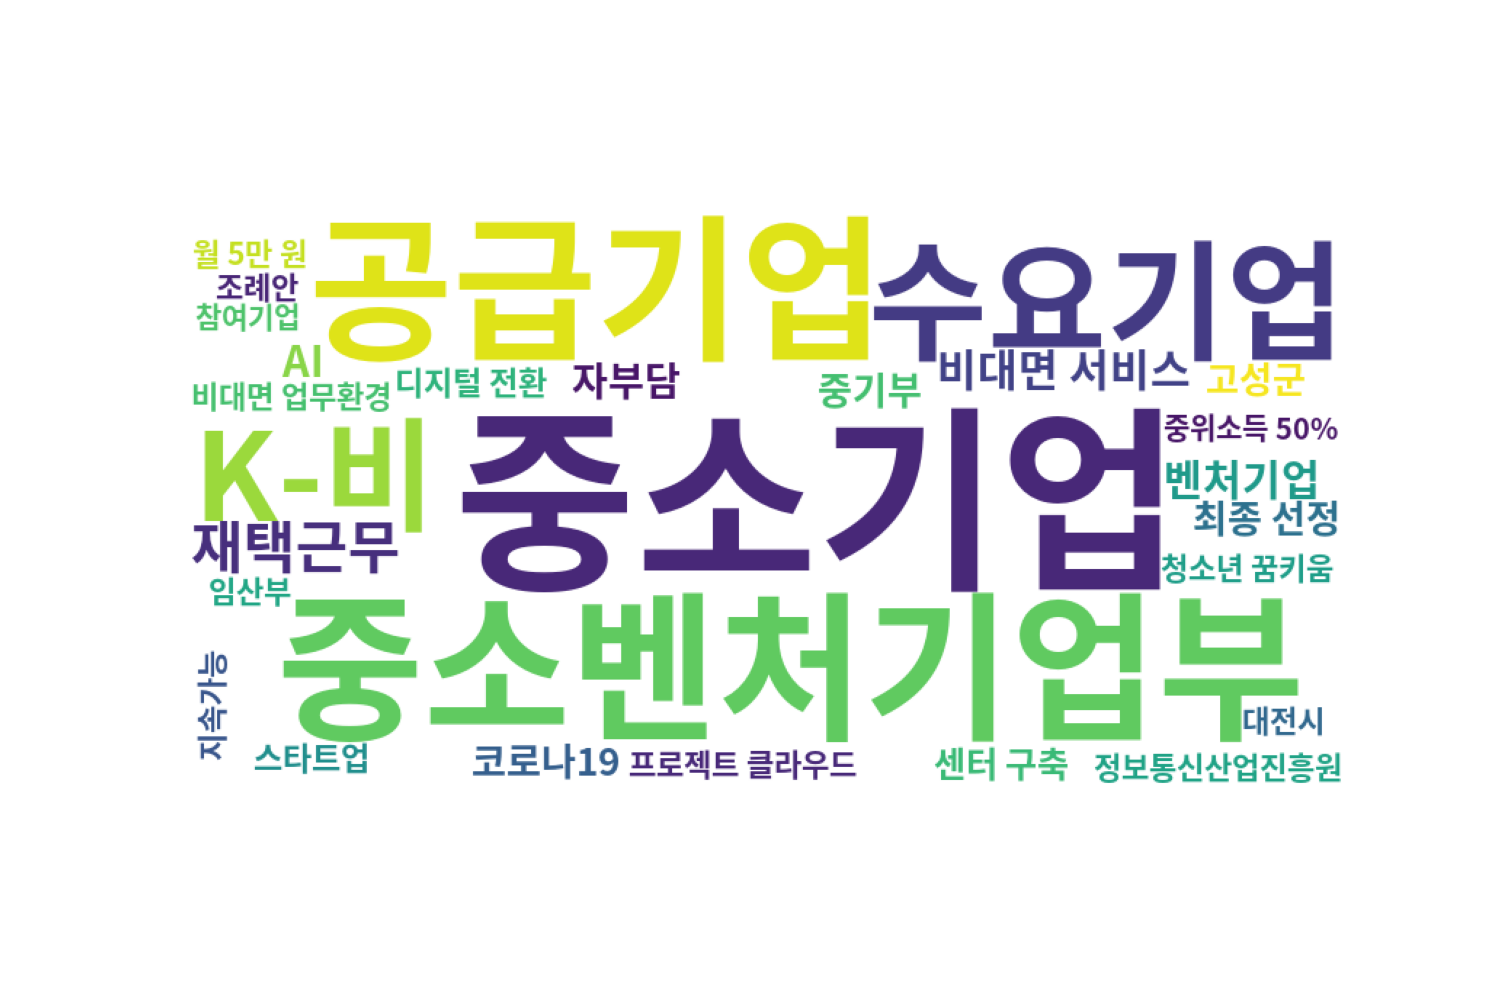 공급기업
수요기업
월 5만 원
조례안
참여기업
AI
비대면 업무환경
디지털 전환
자부담
중기부
비대면 서비스
고성군
K-비
중소기업
중위소득 50%
벤처기업
최종 선정
재택근무
청소년 꿈키움
임산부
중소벤처기업부
지속가능
대전시
스타트업
코로나19
프로젝트 클라우드
센터 구축
정보통신산업진흥원